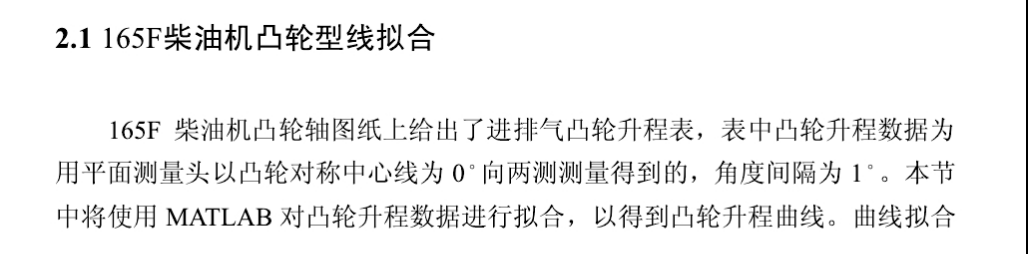 2.1 165F柴油机凸轮型线拟合
165F 柴油机凸轮轴图纸上给出了进排气凸轮升程表，表中凸轮升程数据为
用平面测量头以凸轮对称中心线为 0°向两测测量得到的，角度间隔为 1°。本节
中将使用 MATLAB 对凸轮升程数据进行拟合，以得到凸轮升程曲线。曲线拟合